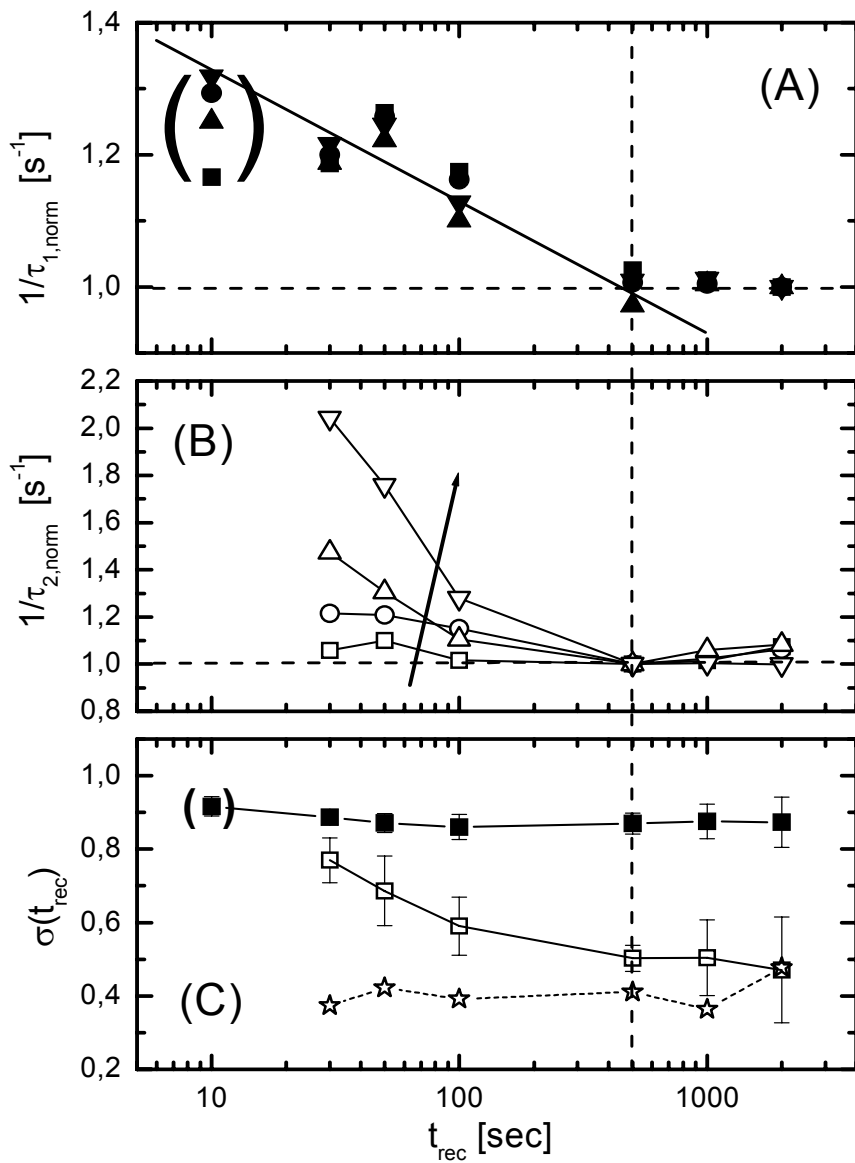 1,4
1,2
1,0
1/τ1,norm [s-1]
(A)
2,2
2,0
1,8
1,6
1,4
1,2
1,0
0,8
1/τ2,norm [s-1]
(B)
1,0
0,8
0,6
0,4
0,2
σ(trec)
(C)
10
100
1000
trec [sec]